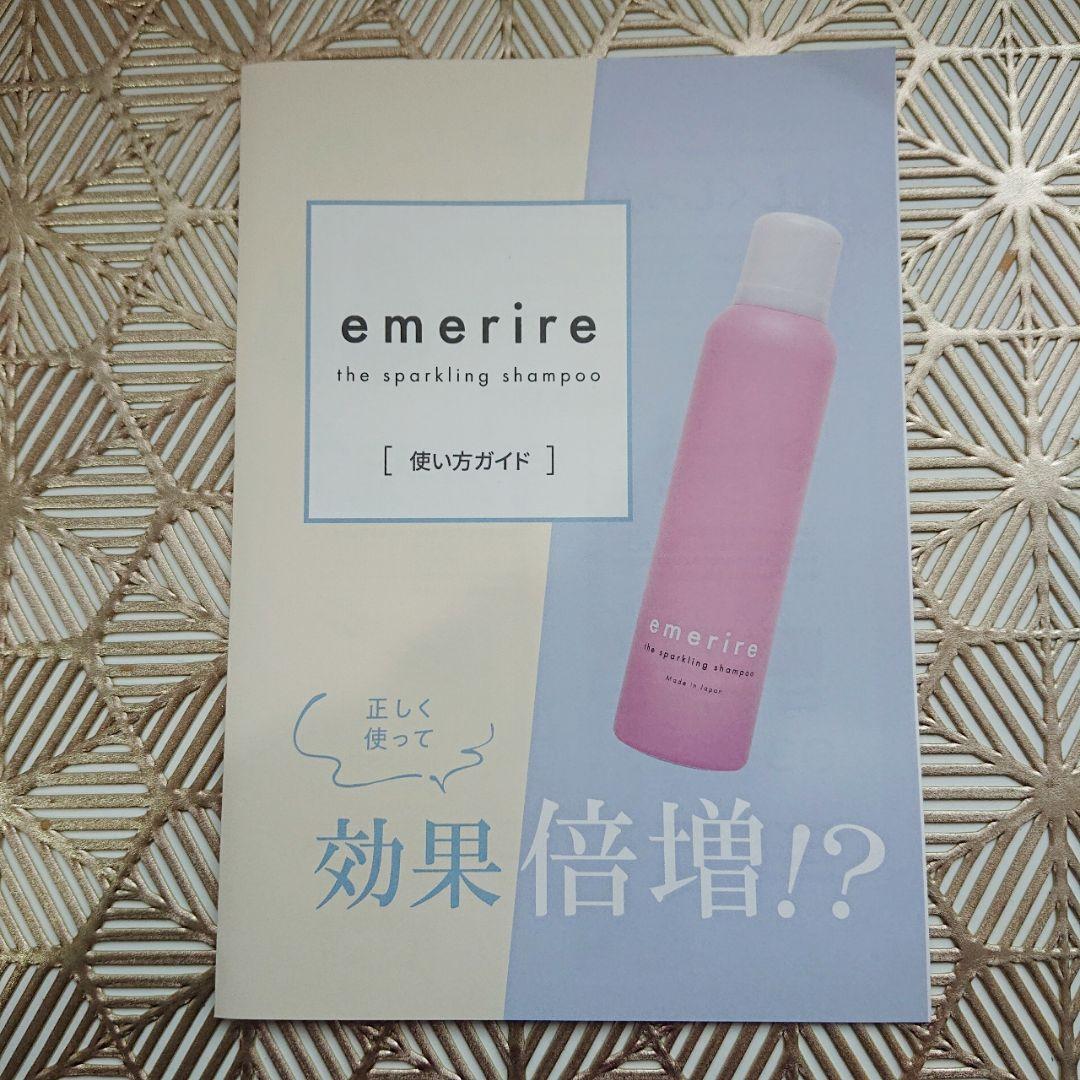 emerire
the sparkling shampoo
[ 使い方ガイド ]
emerire
the sparkling shampoo
Made in Japan
正しく
使って
効果倍増!?